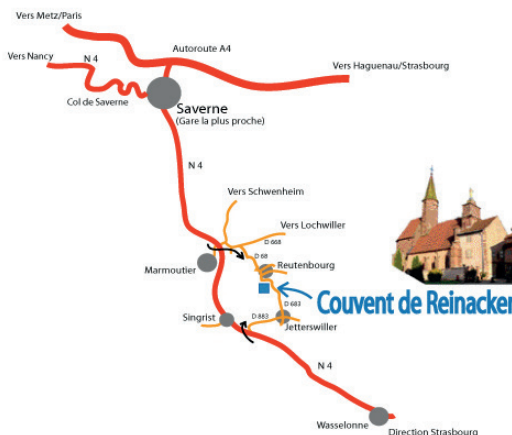 Vers Metz/Paris
Autoroute A4
Vers Nancy
N 4
Vers Haguenau/Strasbourg
Col de Saverne
Saverne
(Gare la plus proche)
N 4
Vers Schwenheim
Vers Lochwiller
D 668
D 68
Marmoutier
Reutenbourg
Couvent de Reinacker
D 683
Singrist
D 883
Jetterswiller
N 4
Wasselonne
Direction Strasbourg